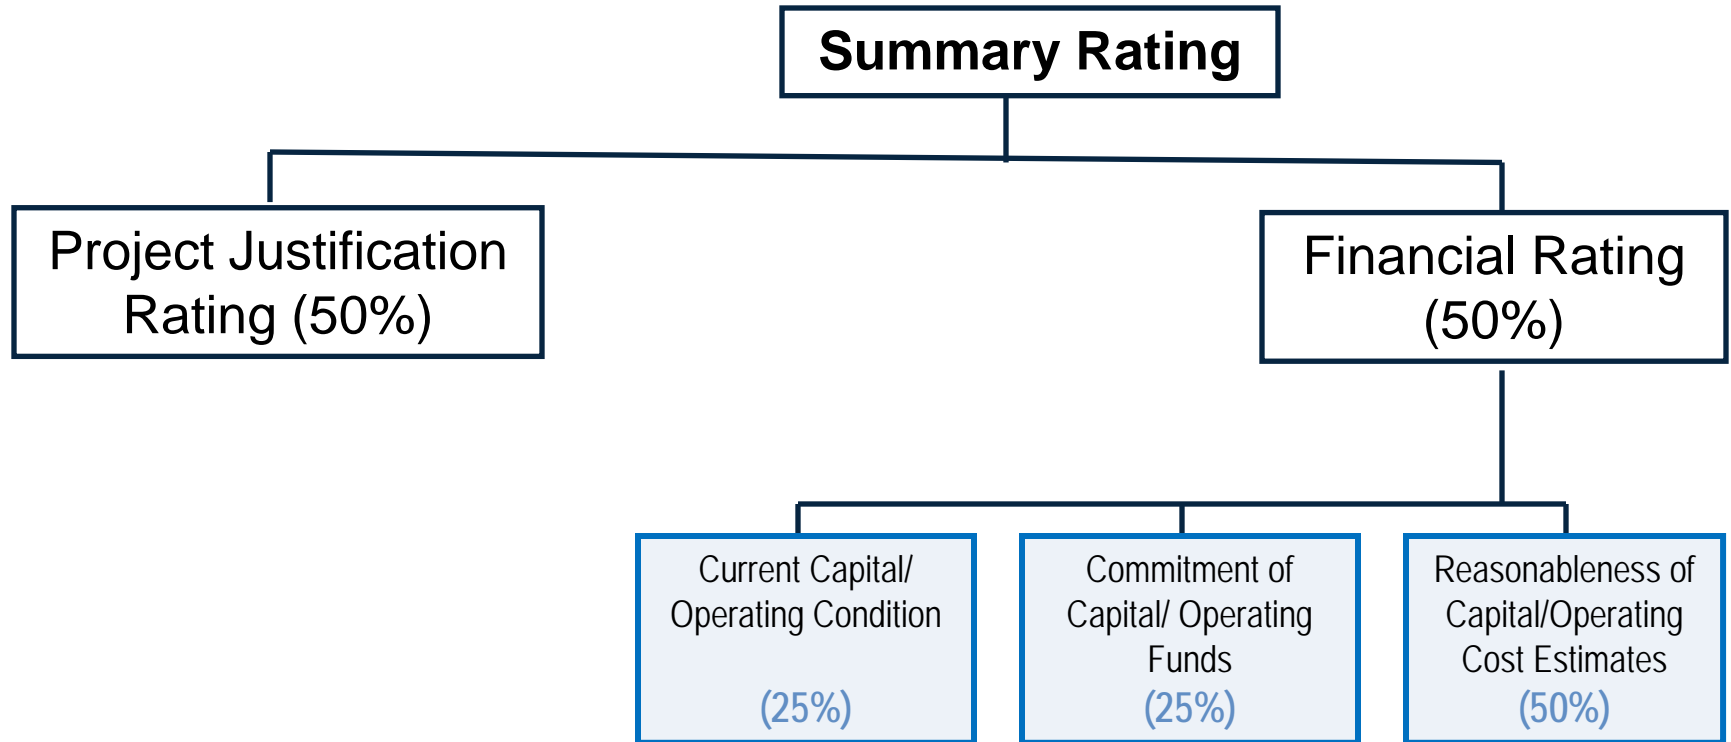 Summary Rating
Project Justification
Rating (50%)
Financial Rating
(50%)
Current Capital/
Operating Condition
(25%)
Commitment of
Capital/ Operating
Funds
(25%)
Reasonableness of
Capital/Operating
Cost Estimates
(50%)